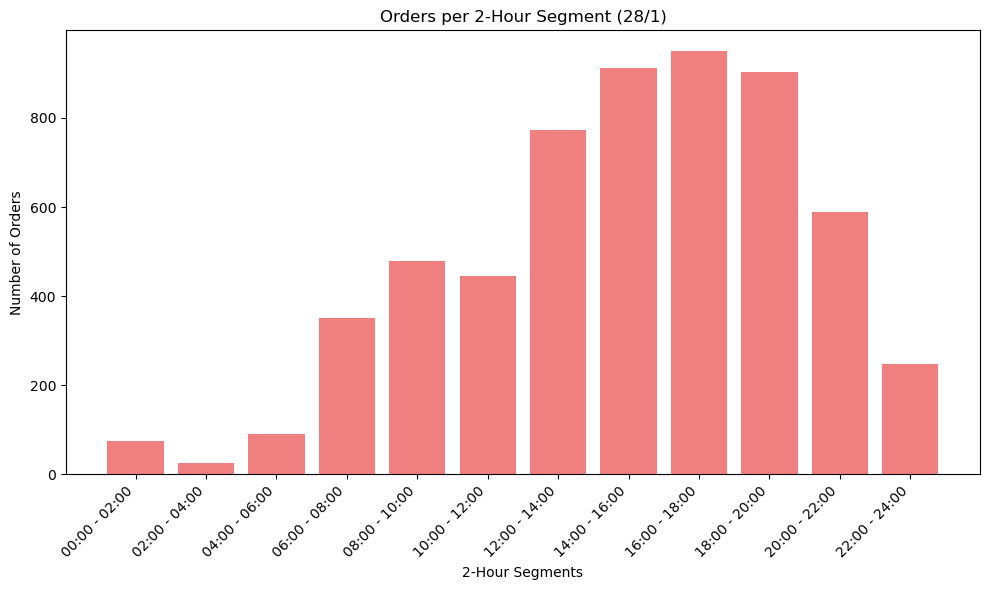 Orders per 2-Hour Segment (28/1)
Number of Orders
800
600
400
200
0
00:00 - 02:00
02:00 - 04:00
04:00 - 06:00
06:00 - 08:00
08:00 - 10:00
10:00 - 12:00
12:00 - 14:00
14:00 - 16:00
16:00 - 18:00
18:00 - 20:00
20:00 - 22:00
22:00 - 24:00
2-Hour Segments